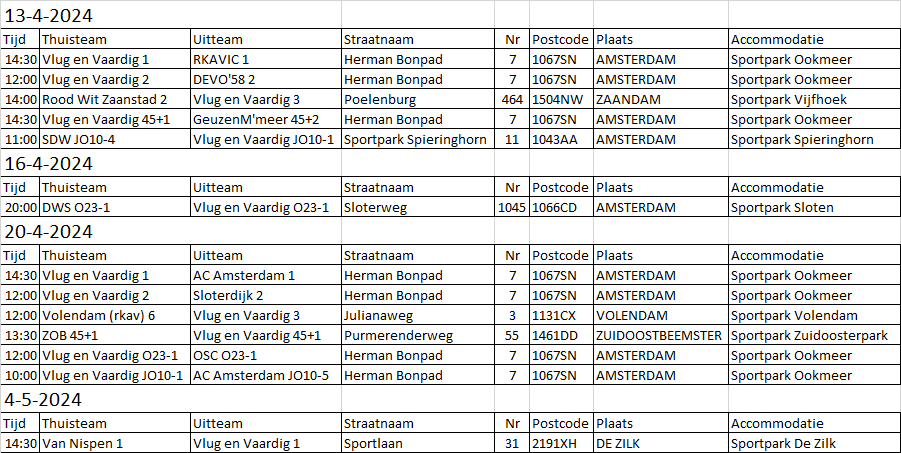 13-4-2024
Tijd Thuisteam Uitteam Straatnaam Nr Postcode Plaats Accommodatie
14:30 Vlug en Vaardig 1 RKAVIC 1 Herman Bonpad 7 1067SN AMSTERDAM Sportpark Ookmeer
12:00 Vlug en Vaardig 2 DEVO'58 2 Herman Bonpad 7 1067SN AMSTERDAM Sportpark Ookmeer
14:00 Rood Wit Zaanstad 2 Vlug en Vaardig 3 Poelenburg 464 1504NW ZAANDAM Sportpark Vijfhoek
14:30 Vlug en Vaardig 45+1 GeuzenM'meer 45+2 Herman Bonpad 7 1067SN AMSTERDAM Sportpark Ookmeer
11:00 SDW JO10-4 Vlug en Vaardig JO10-1 Sportpark Spieringhorn 11 1043AA AMSTERDAM Sportpark Spieringhorn
16-4-2024
Tijd Thuisteam Uitteam Straatnaam Nr Postcode Plaats Accommodatie
20:00 DWS O23-1 Vlug en Vaardig O23-1 Sloterweg 1045 1066CD AMSTERDAM Sportpark Sloten
20-4-2024
Tijd Thuisteam Uitteam Straatnaam Nr Postcode Plaats Accommodatie
14:30 Vlug en Vaardig 1 AC Amsterdam 1 Herman Bonpad 7 1067SN AMSTERDAM Sportpark Ookmeer
12:00 Vlug en Vaardig 2 Sloterdijk 2 Herman Bonpad 7 1067SN AMSTERDAM Sportpark Ookmeer
12:00 Volendam (rkav) 6 Vlug en Vaardig 3 Julianaweg 3 1131CX VOLENDAM Sportpark Volendam
13:30 ZOB 45+1 Vlug en Vaardig 45+1 Purmerenderweg 55 1461DD ZUIDOOSTBEEMSTER Sportpark Zuidoosterpark
12:00 Vlug en Vaardig O23-1 OSC O23-1 Herman Bonpad 7 1067SN AMSTERDAM Sportpark Ookmeer
10:00 Vlug en Vaardig JO10-1 AC Amsterdam JO10-5 Herman Bonpad 7 1067SN AMSTERDAM Sportpark Ookmeer
4-5-2024
Tijd Thuisteam Uitteam Straatnaam Nr Postcode Plaats Accommodatie
14:30 Van Nispen 1 Vlug en Vaardig 1 Sportlaan 31 2191XH DE ZILK Sportpark De Zilk